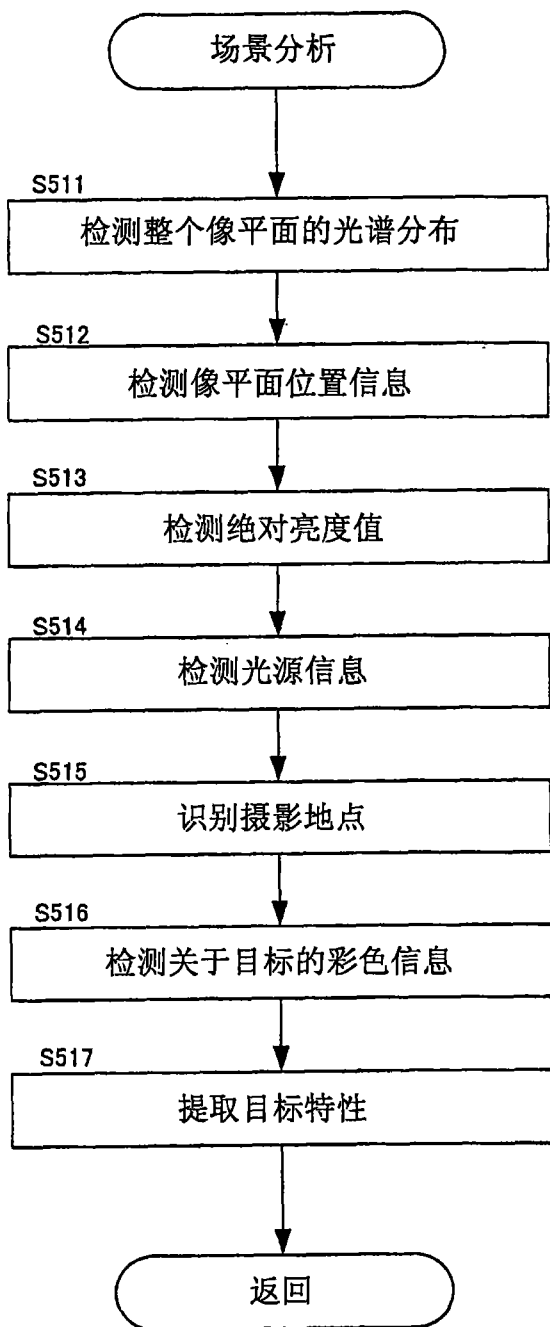 场景分析
S511
检测整个像平面的光谱分布
S512
检测像平面位置信息
S513
检测绝对亮度值
S514
检测光源信息
S515
识别摄影地点
S516
检测关于目标的彩色信息
S517
提取目标特性
返回